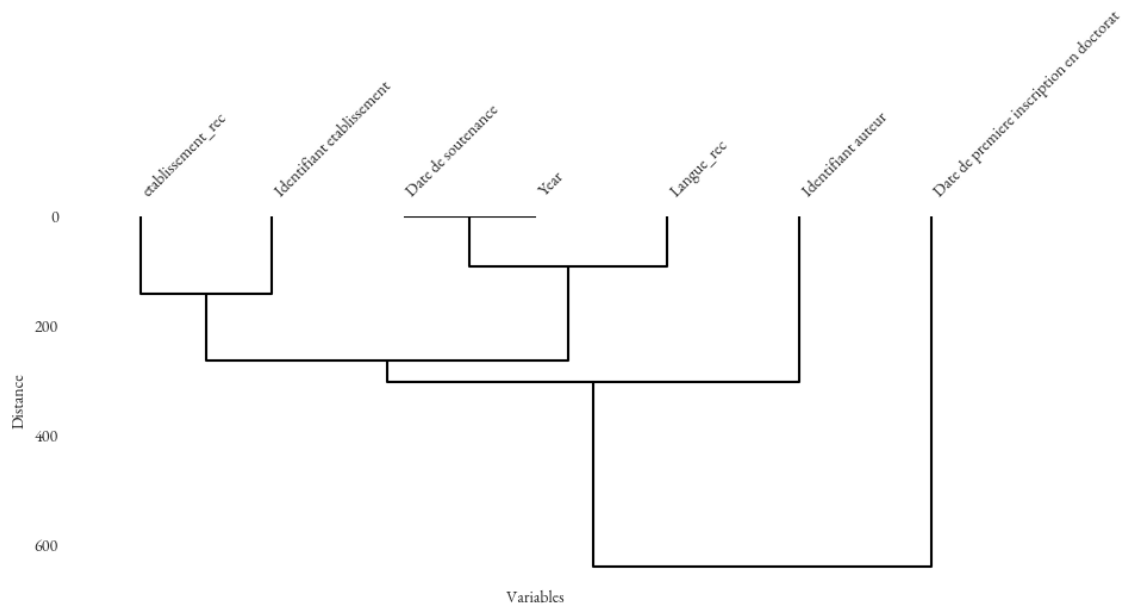 etablissement_rec
Identifiant etablissement
Date de soutenance
Year
Langue_rec
Identifiant auteur
Date de premiere inscription en doctorat
0
200
400
600
Distance
Variables